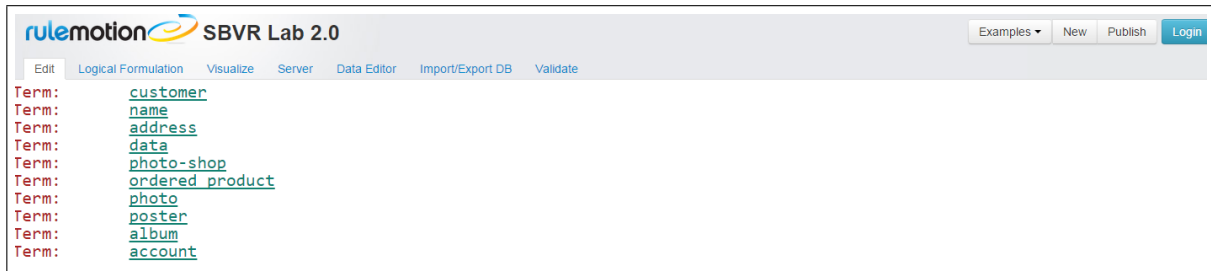 rulemotion SBVR Lab 2.0 Examples New Publish Login
Edit Logical Formulation Visualize Server Data Editor Import/Export DB Validate
Term: customer
Term: name
Term: address
Term: data
Term: photo-shop
Term: ordered product
Term: photo
Term: poster
Term: album
Term: account